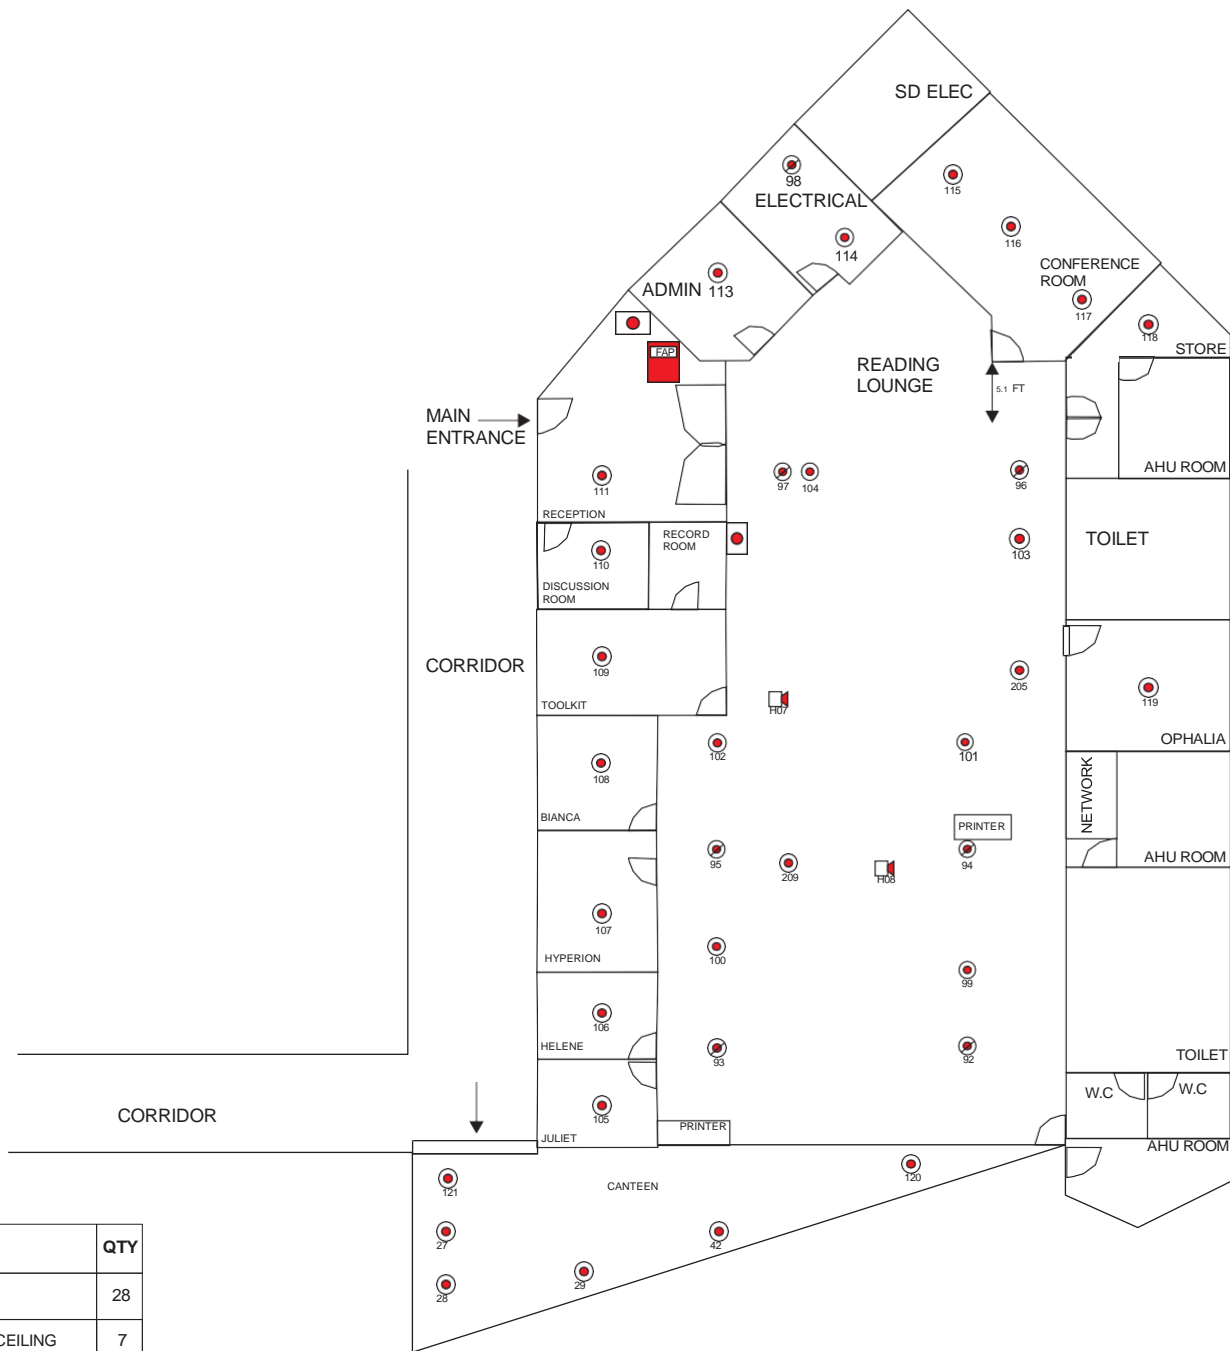 SD ELEC
98
ELECTRICAL
114
115
116
CONFERENCE
ROOM
117
118
STORE
ADMIN 113
FAP
READING
LOUNGE
5.1 FT
MAIN
ENTRANCE
111
RECEPTION
97
104
96
AHU ROOM
RECORD
ROOM
110
DISCUSSION
ROOM
103
TOILET
CORRIDOR
109
TOOLKIT
H07
205
119
OPHALIA
102
101
108
BIANCA
NETWORK
PRINTER
AHU ROOM
95
209
H08
94
107
HYPERION
100
99
106
HELENE
93
92
TOILET
W.C
W.C
CORRIDOR
105
JULIET
PRINTER
AHU ROOM
121
CANTEEN
120
27
42
28
29
QTY
28
CEILING 7